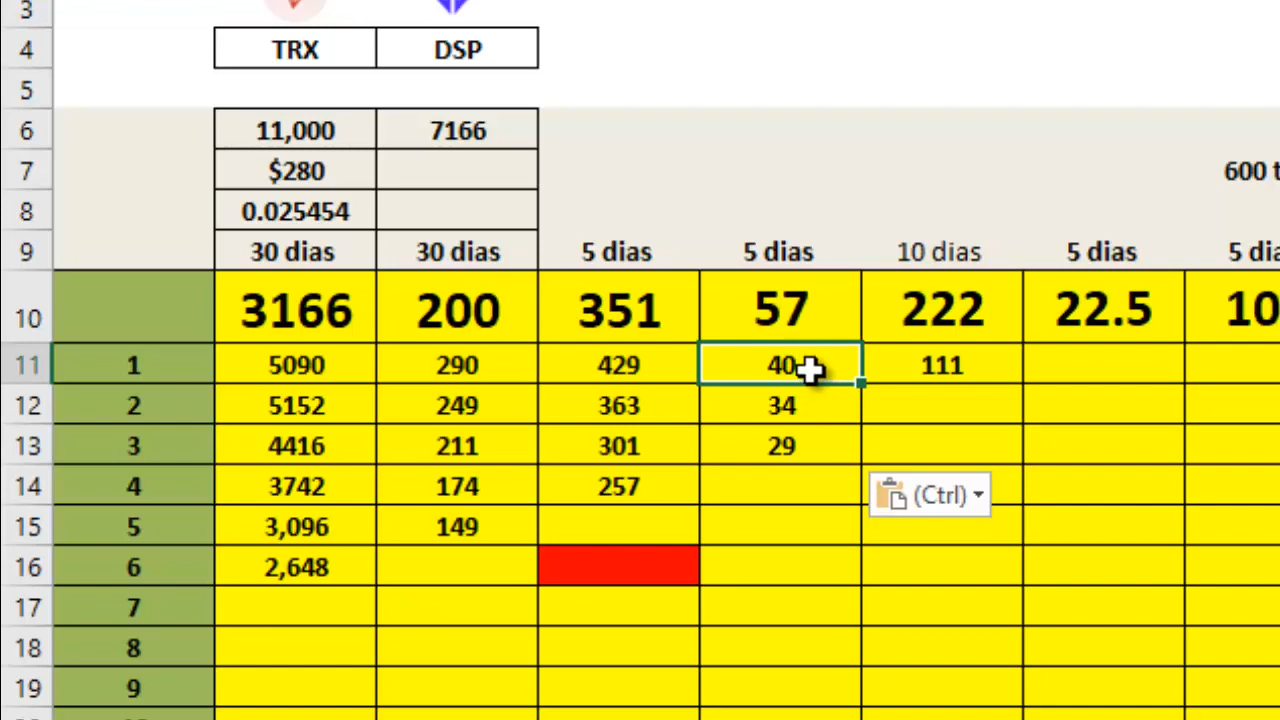 3
4 TRX DSP
5
6 11,000 7166
7 $280 600 t
8 0.025454
9 30 dias 30 dias 5 dias 5 dias 10 dias 5 dias 5 dia
10 3166 200 351 57 222 22.5 10
11 1 5090 290 429 40 111
12 2 5152 249 363 34
13 3 4416 211 301 29
14 4 3742 174 257 (Ctrl)
15 5 3,096 149
16 6 2,648
17 7
18 8
19 9